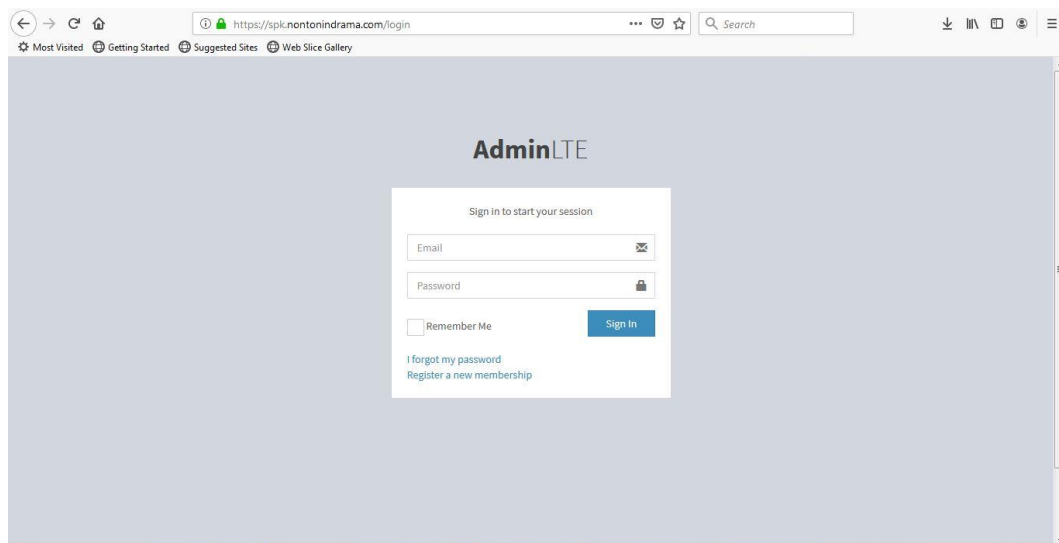 https://spk.nontonindrama.com/login
Search
Most Visited Getting Started Suggested Sites Web Slice Gallery
AdminLTE
Sign in to start your session
Email
Password
Remember Me Sign In
I forgot my password
Register a new membership